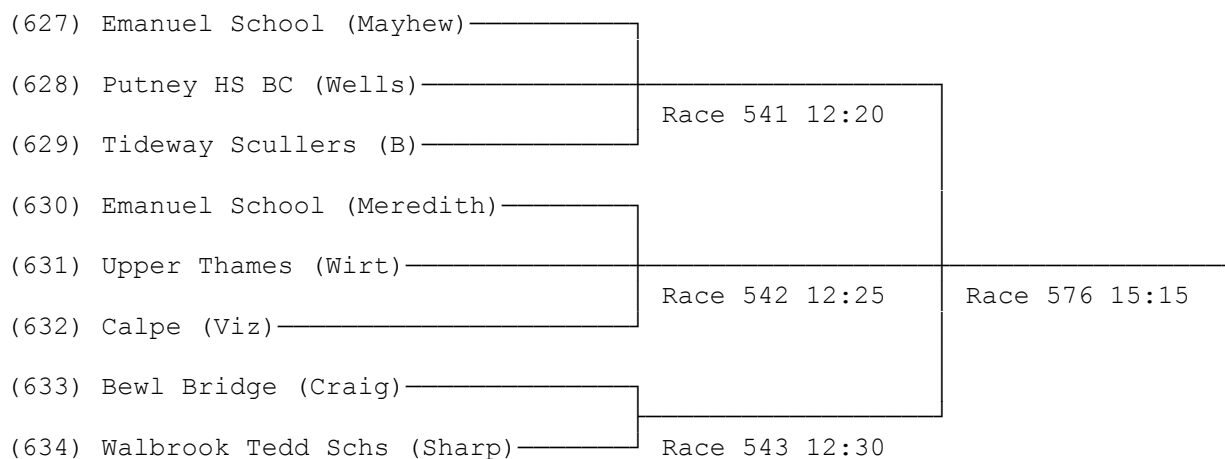 (627) Emanuel School (Mayhew)
(628) Putney HS BC (Wells)
Race 541 12:20
(629) Tideway Scullers (B)
(630) Emanuel School (Meredith)
(631) Upper Thames (Wirt)
Race 542 12:25 Race 576 15:15
(632) Calpe (Viz)
(633) Bewl Bridge (Craig)
(634) Walbrook Tedd Schs (Sharp) Race 543 12:30